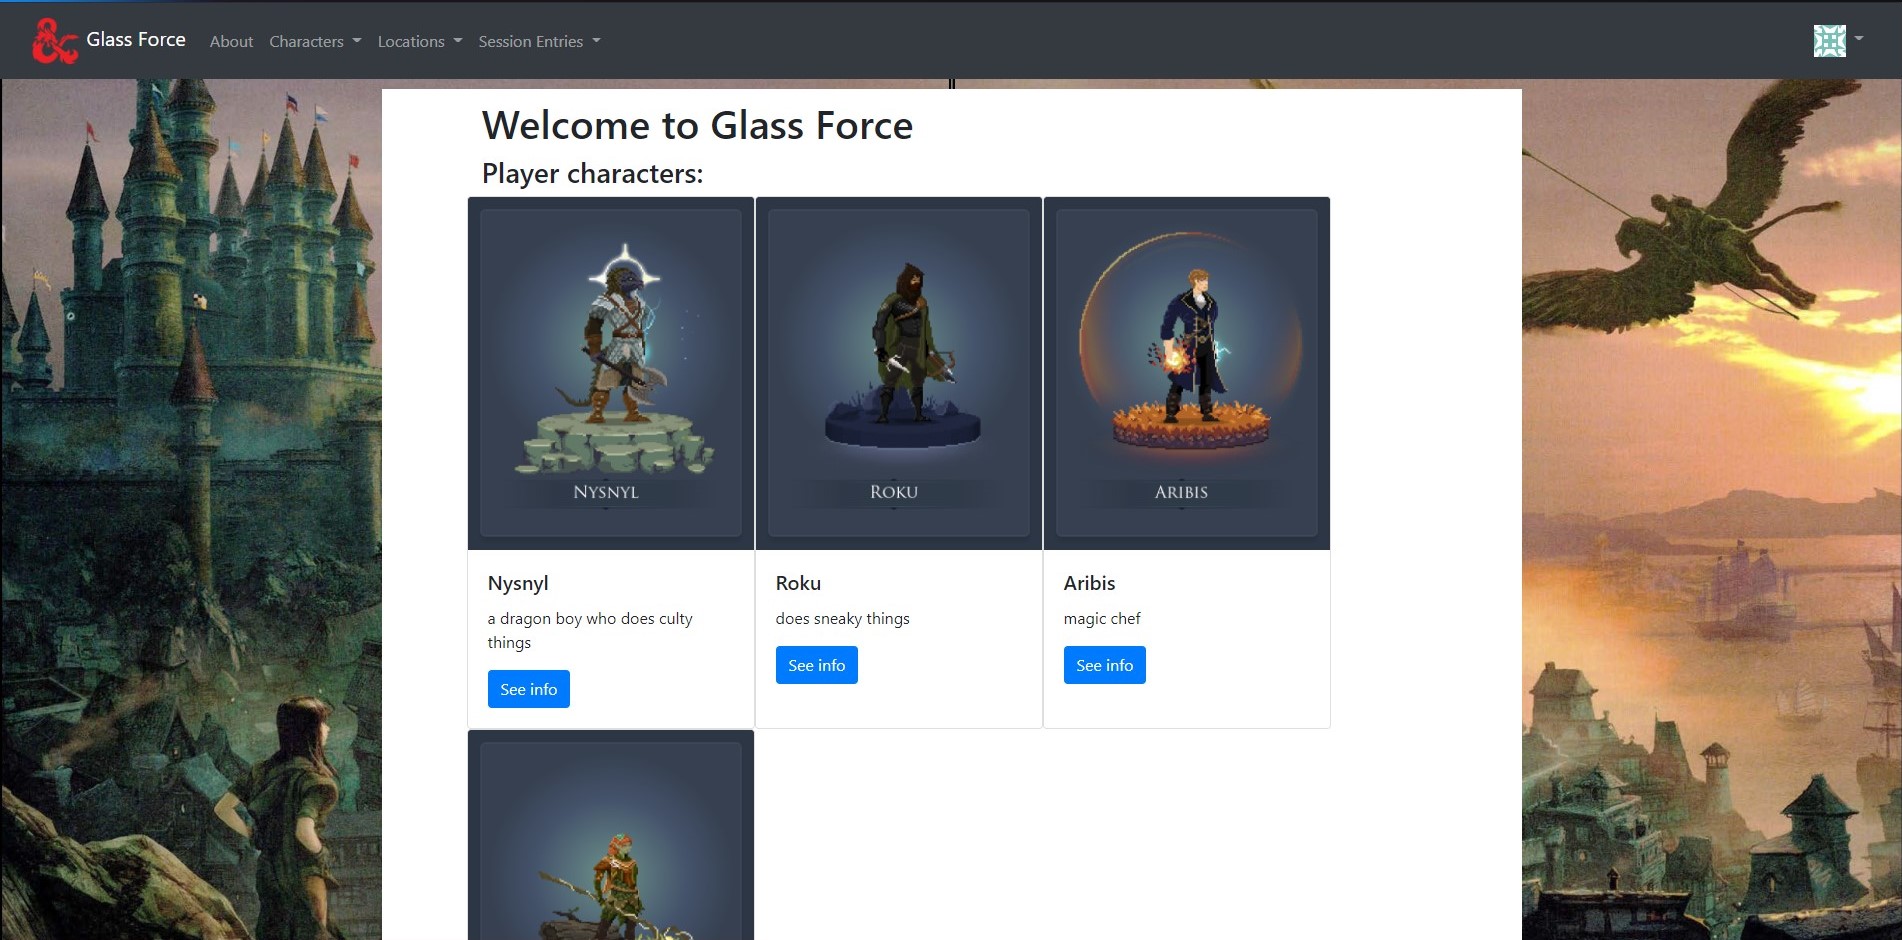 Glass Force About Characters Locations Session Entries
Welcome to Glass Force
Player characters:
Nysnyl
Roku
Aribis
Nysnyl
a dragon boy who does culty
things
See info
Roku
does sneaky things
See info
Aribis
magic chef
See info